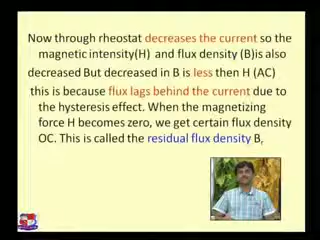 Now through rheostat decreases the current so the
magnetic intensity(H) and flux density (B)is also
decreased But decreased in B is less then H (AC)
this is because flux lags behind the current due to
the hysteresis effect. When the magnetizing
force H becomes zero, we get certain flux density
OC. This is called the residual flux density Br